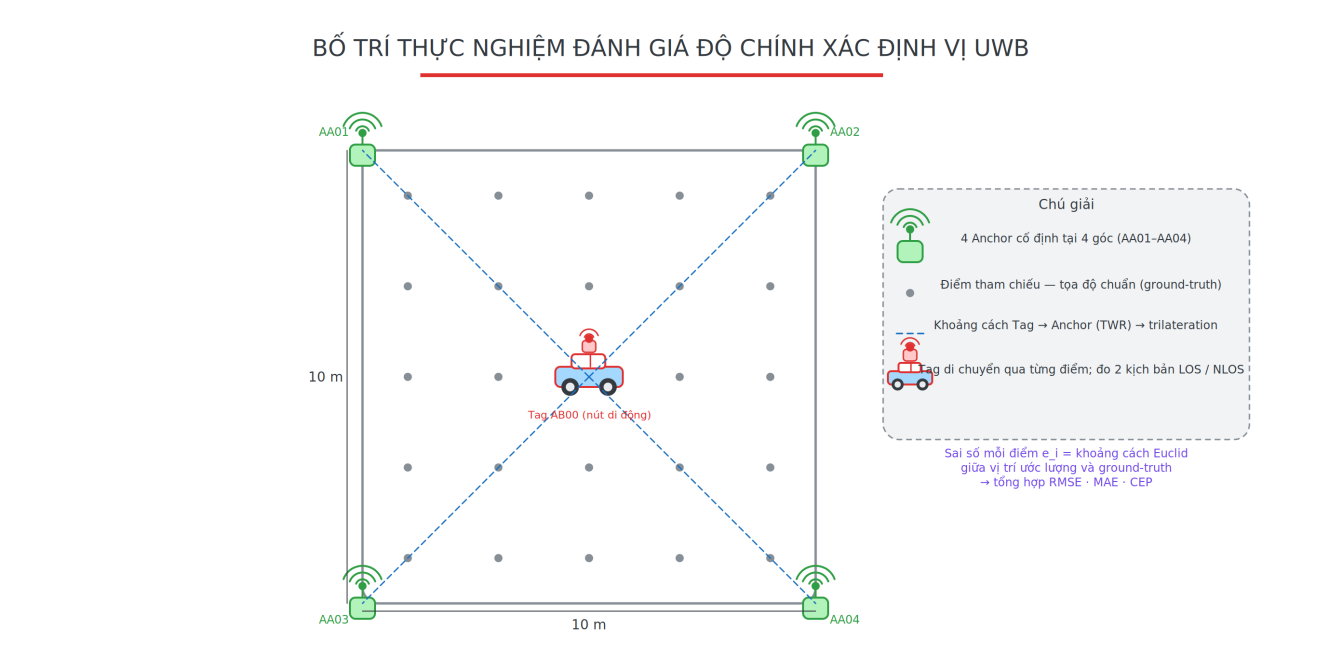 BỐ TRÍ THỰC NGHIỆM ĐÁNH GIÁ ĐỘ CHÍNH XÁC ĐỊNH VỊ UWB
AA01
AA02
Chú giải
4 Anchor cố định tại 4 góc (AA01–AA04)
Điểm tham chiếu — tọa độ chuẩn (ground-truth)
Khoảng cách Tag → Anchor (TWR) → trilateration
Tag di chuyển qua từng điểm; đo 2 kịch bản LOS / NLOS
10 m
Tag AB00 (nút di động)
Sai số mỗi điểm e_i = khoảng cách Euclid
giữa vị trí ước lượng và ground-truth
→ tổng hợp RMSE · MAE · CEP
AA03
AA04
10 m